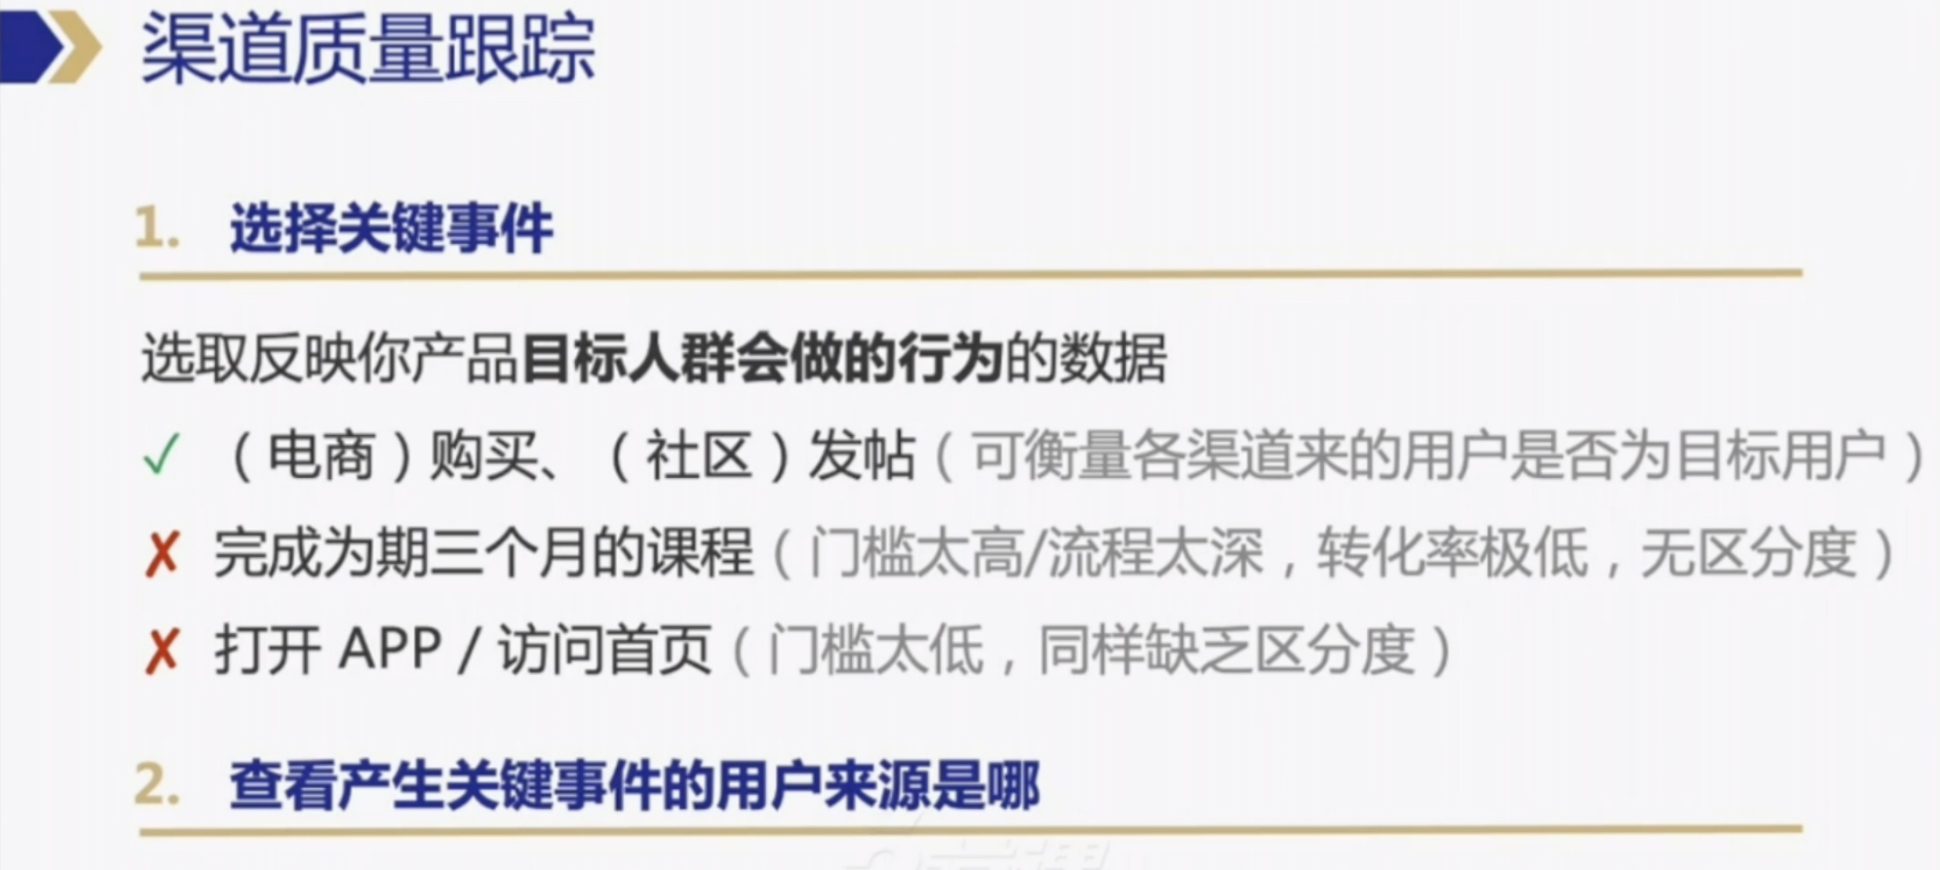 渠道质量跟踪
1. 选择关键事件
选取反映你产品目标人群会做的行为的数据
✓ （电商）购买、（社区）发帖（可衡量各渠道来的用户是否为目标用户）
✗ 完成为期三个月的课程（门槛太高/流程太深，转化率极低，无区分度）
✗ 打开 APP / 访问首页（门槛太低，同样缺乏区分度）
2. 查看产生关键事件的用户来源是哪